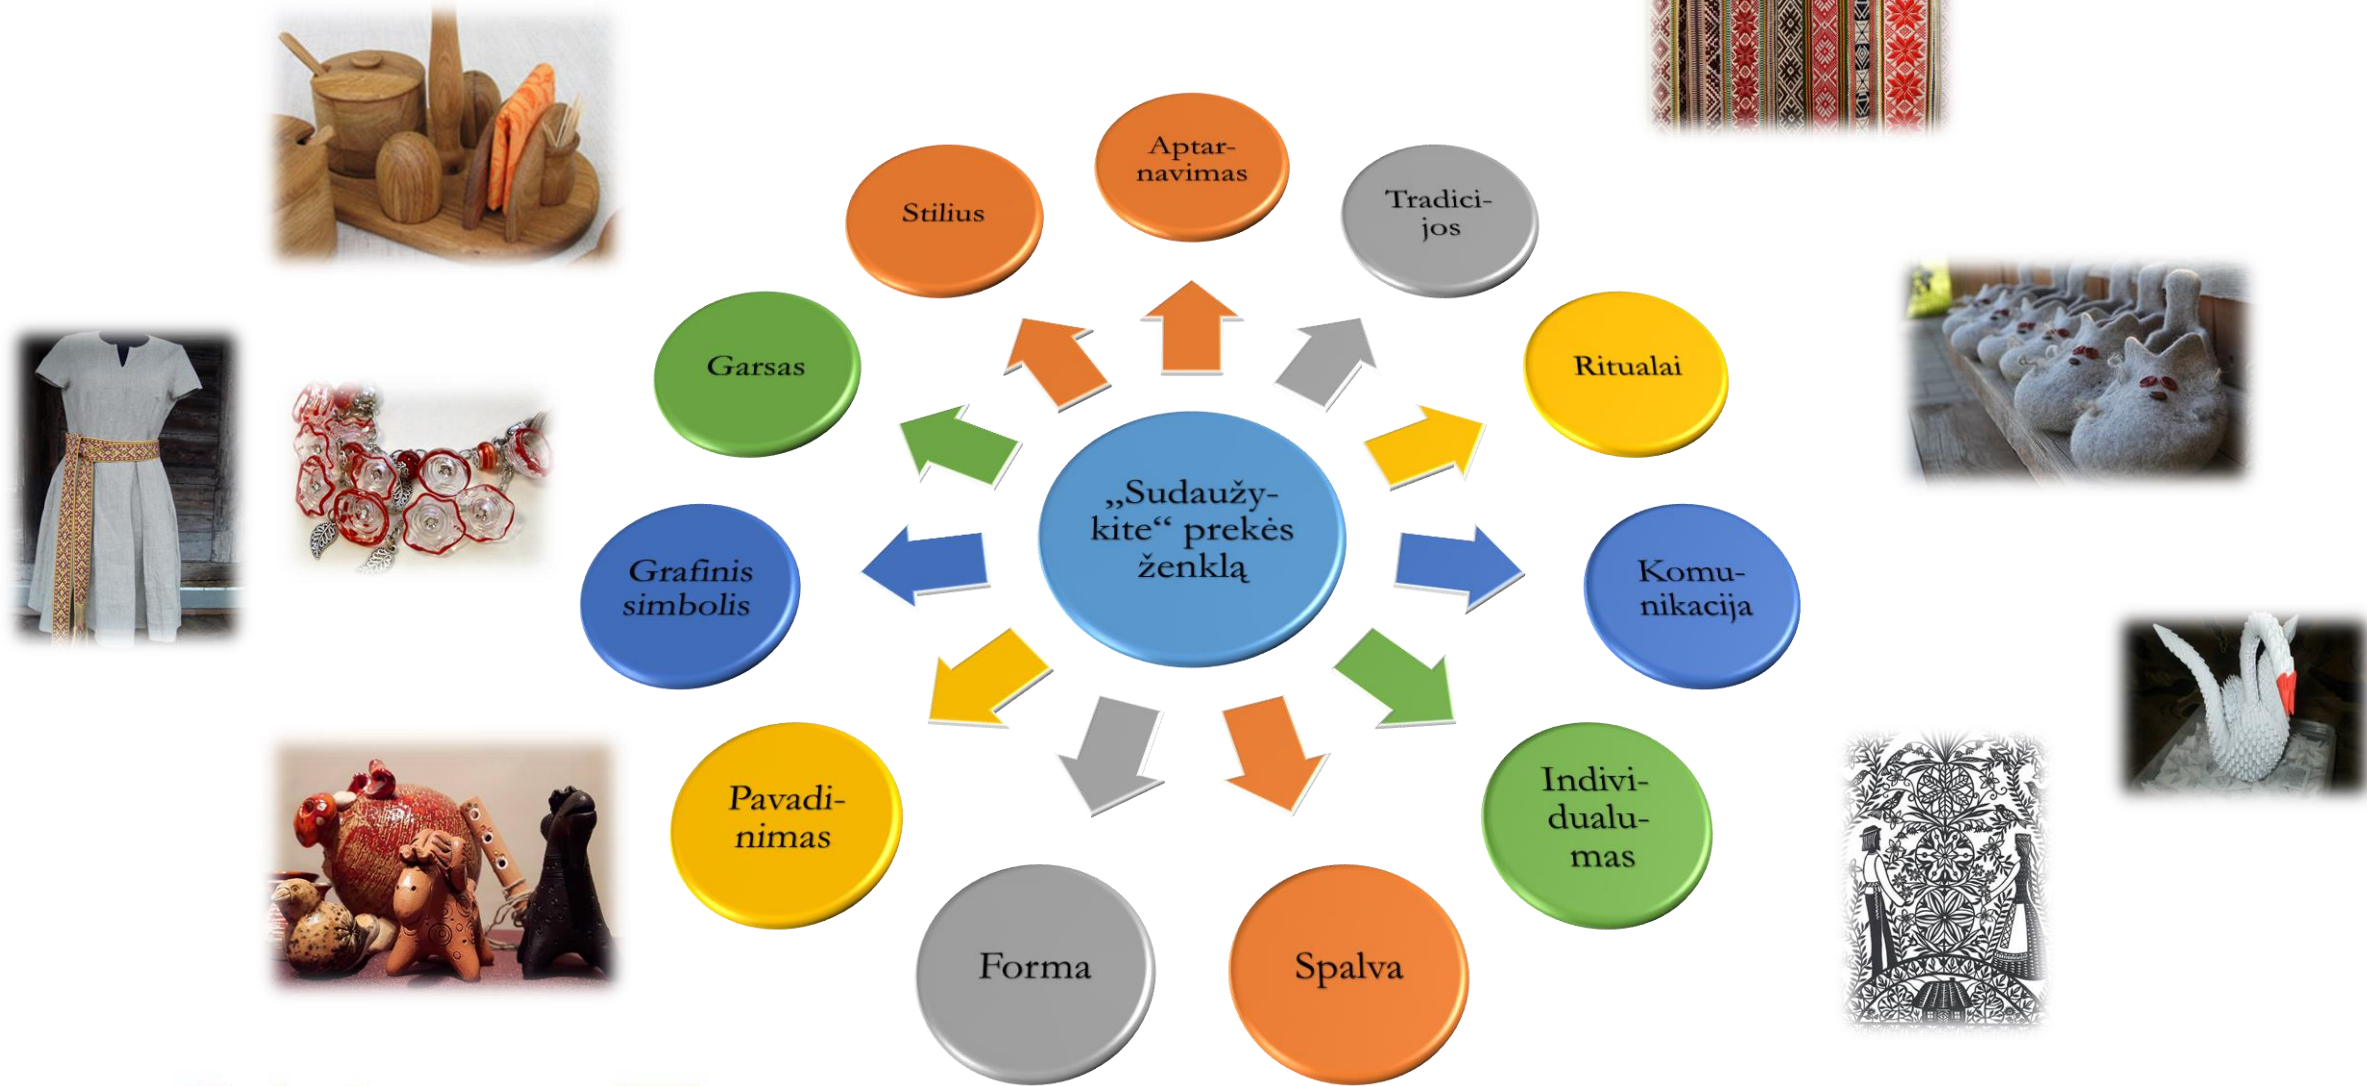 Aptar-
navimas
Tradici-
jos
Ritualai
Komu-
nikacija
Indivi-
dualu-
mas
Spalva
Forma
Pavadi-
nimas
Grafinis
simbolis
Garsas
Stilius
„Sudaužy-
kite“ prekės
ženklą